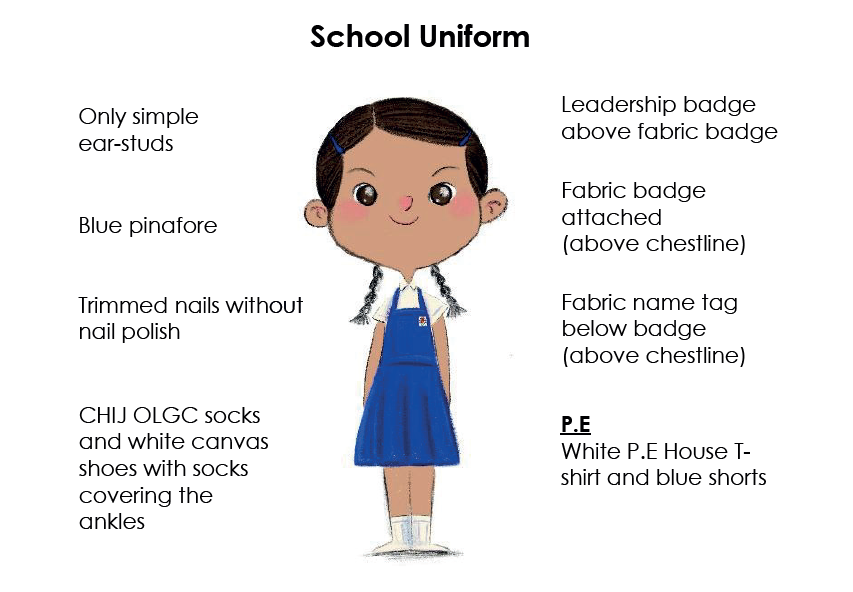 School Uniform
Only simple
ear-studs
Blue pinafore
Trimmed nails without
nail polish
CHIJ OLGC socks
and white canvas
shoes with socks
covering the
ankles
Leadership badge
above fabric badge
Fabric badge
attached
(above chestline)
Fabric name tag
below badge
(above chestline)
P.E
White P.E House T-
shirt and blue shorts